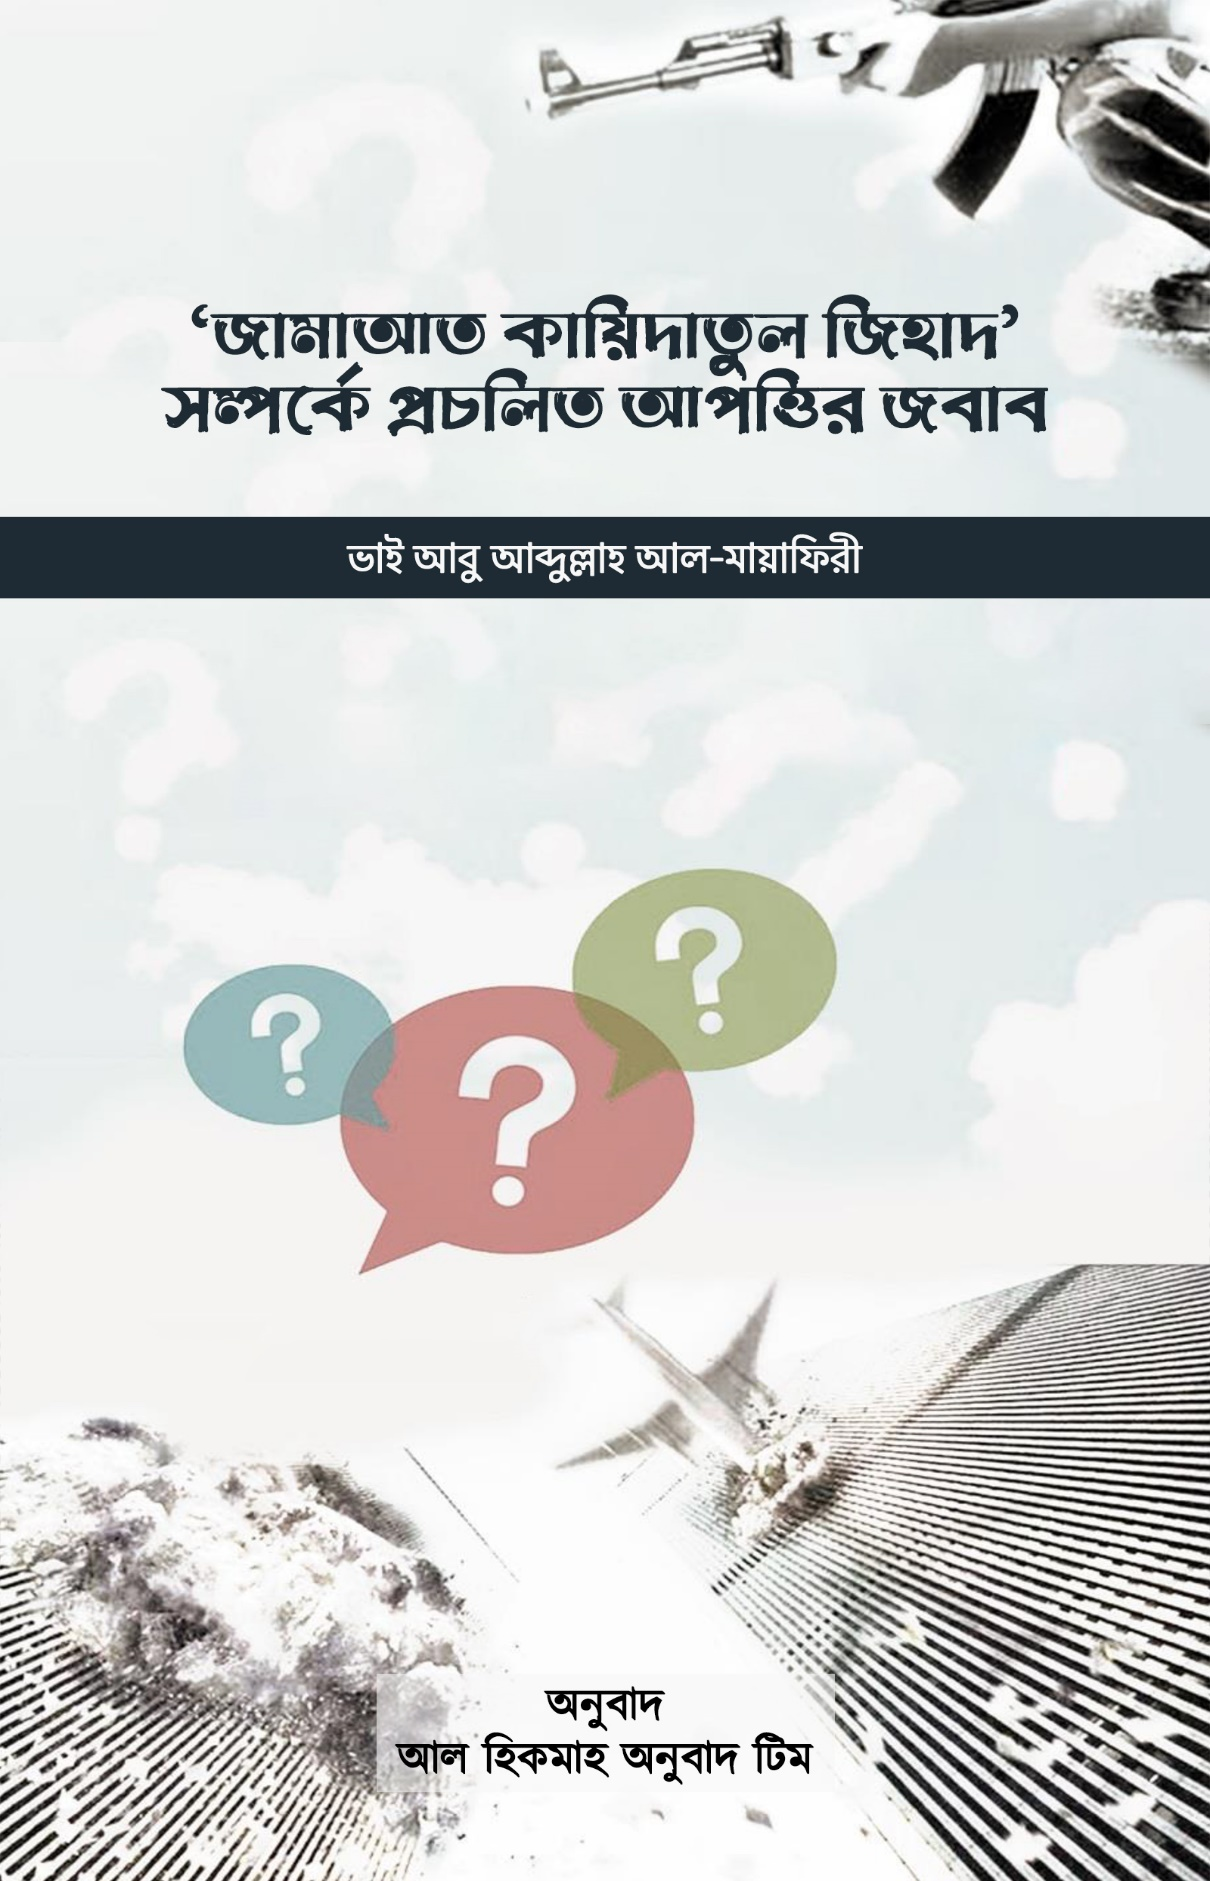 ‘জামাআত কায়িদাতুল জিহাদ’
সম্পর্কে প্রচলিত আপত্তির জবাব
ভাই আবু আব্দুল্লাহ আল-মায়াফিরী
?
?
?
অনুবাদ
আল হিকমাহ অনুবাদ টিম